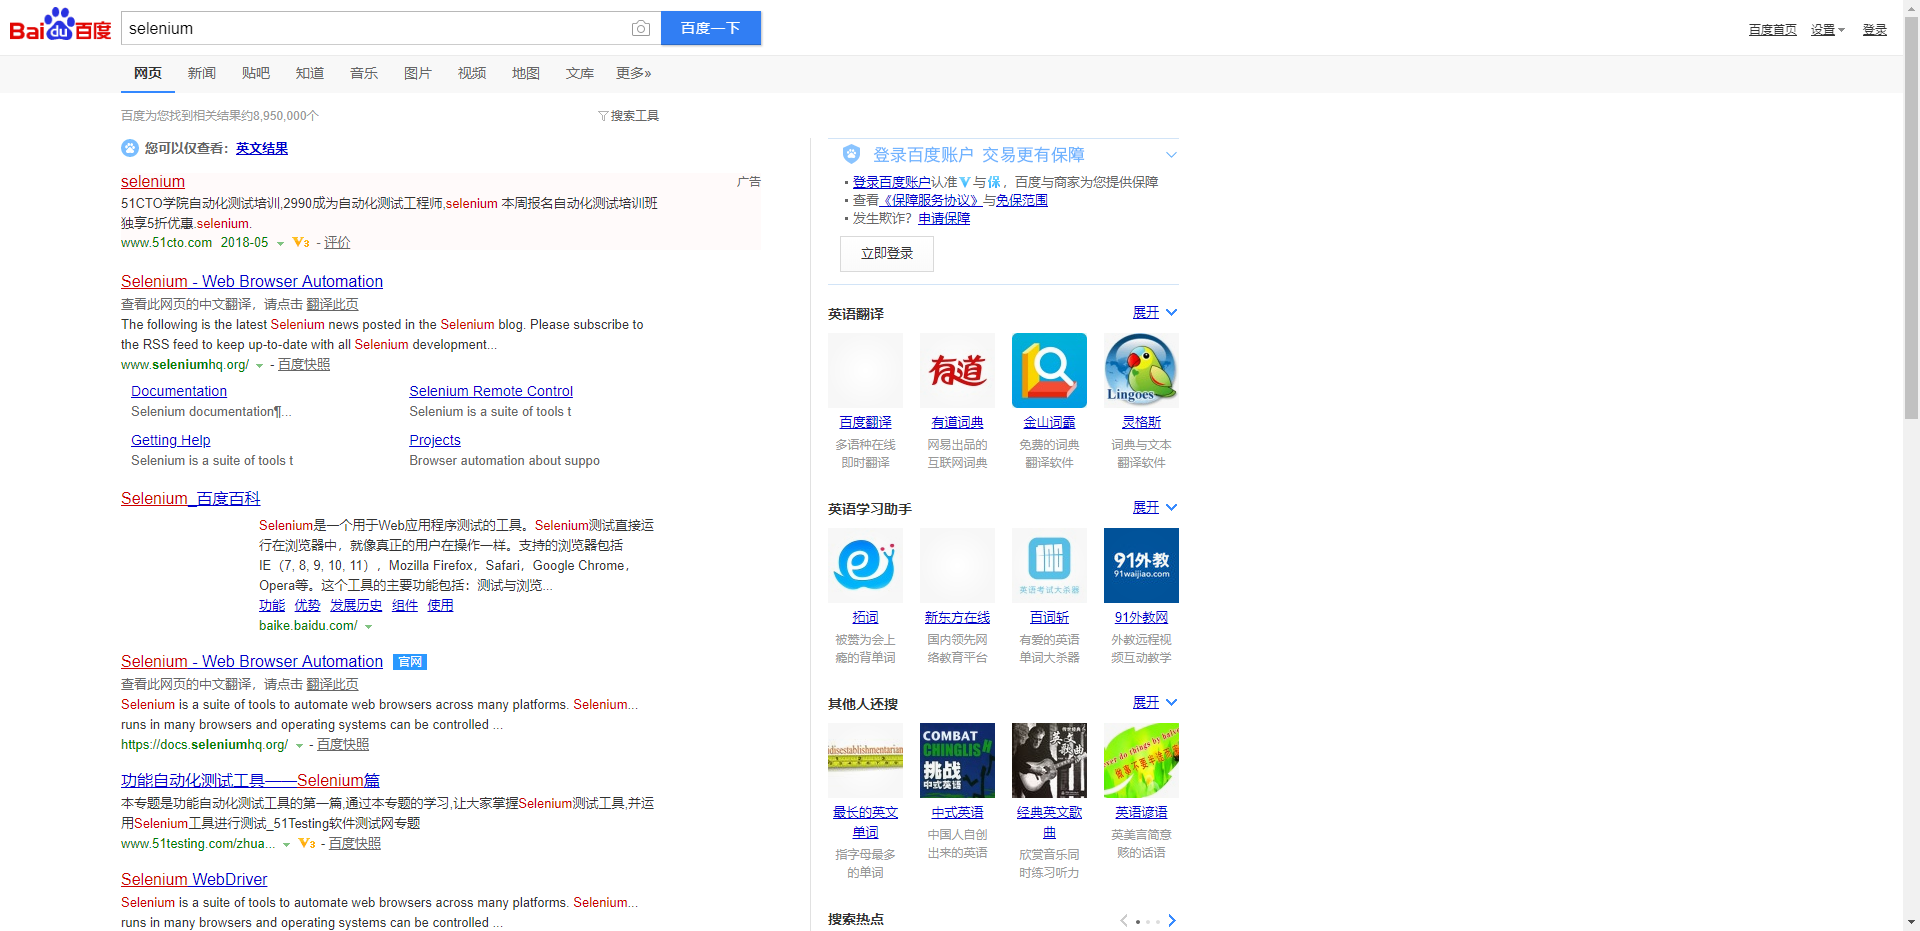 Baidu百度
selenium
百度一下
百度首页 设置 登录
网页 新闻 贴吧 知道 音乐 图片 视频 地图 文库 更多»
百度为您找到相关结果约8,950,000个
搜索工具
您可以仅查看：英文结果
selenium
广告
51CTO学院自动化测试培训,2990成为自动化测试工程师,selenium 本周报名自动化测试培训班
独享5折优惠.selenium.
www.51cto.com 2018-05 V3 - 评价
Selenium - Web Browser Automation
查看此网页的中文翻译，请点击 翻译此页
The following is the latest Selenium news posted in the Selenium blog. Please subscribe to
the RSS feed to keep up-to-date with all Selenium development...
www.seleniumhq.org/ - 百度快照
Documentation
Selenium documentation¶...
Selenium Remote Control
Selenium is a suite of tools t
Getting Help
Selenium is a suite of tools t
Projects
Browser automation about suppo
Selenium_百度百科
Selenium是一个用于Web应用程序测试的工具。Selenium测试直接运
行在浏览器中，就像真正的用户在操作一样。支持的浏览器包括
IE（7, 8, 9, 10, 11），Mozilla Firefox，Safari，Google Chrome，
Opera等。这个工具的主要功能包括：测试与浏览...
功能 优势 发展历史 组件 使用
baike.baidu.com/
Selenium - Web Browser Automation 官网
查看此网页的中文翻译，请点击 翻译此页
Selenium is a suite of tools to automate web browsers across many platforms. Selenium...
runs in many browsers and operating systems can be controlled ...
https://docs.seleniumhq.org/ - 百度快照
功能自动化测试工具——Selenium篇
本专题是功能自动化测试工具的第一篇,通过本专题的学习,让大家掌握Selenium测试工具,并运
用Selenium工具进行测试_51Testing软件测试网专题
www.51testing.com/zhua... V3 - 百度快照
Selenium WebDriver
Selenium is a suite of tools to automate web browsers across many platforms. Selenium...
runs in many browsers and operating systems can be controlled ...
登录百度账户 交易更有保障
登录百度账户认准V与保，百度与商家为您提供保障
查看《保障服务协议》与免保范围
发生欺诈？申请保障
立即登录
英语翻译 展开
有道
Lingoes
百度翻译 有道词典 金山词霸 灵格斯
多语种在线 网易出品的 免费的词典 词典与文本
即时翻译 互联网词典 翻译软件 翻译软件
英语学习助手 展开
英语考试大杀器
91外教
91waijiao.com
拓词 新东方在线 百词斩 91外教网
被赞为会上 国内领先网 有爱的英语 外教远程视
瘾的背单词 络教育平台 单词大杀器 频互动教学
其他人还搜 展开
idisestablishmentarian
COMBAT
CHINGLISH
挑战
中式英语
英文
歌曲
ver do things by halve
做事不要半途而废
最长的英文 中式英语 经典英文歌 英语谚语
单词 曲
指字母最多 中国人自创 欣赏音乐同 英美言简意
的单词 出来的英语 时练习听力 赅的话语
搜索热点